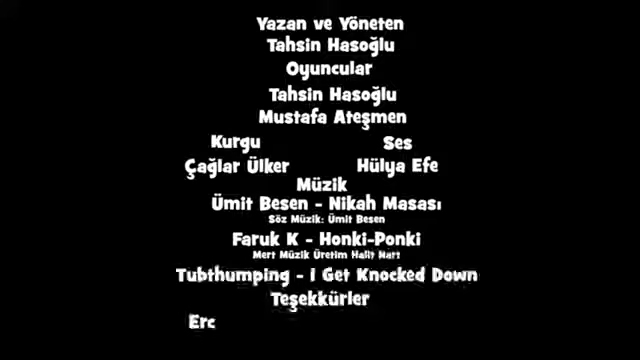 Yazan ve Yöneten
Tahsin Hasoğlu
Oyuncular
Tahsin Hasoğlu
Mustafa Ateşmen
Kurgu Ses
Çağlar Ülker Hülya Efe
Müzik
Ümit Besen - Nikah Masası
Söz Müzik: Ümit Besen
Faruk K - Honki-Ponki
Mert Müzik Üretim Halit Mart
Tubthumping - I Get Knocked Down
Teşekkürler
Erc